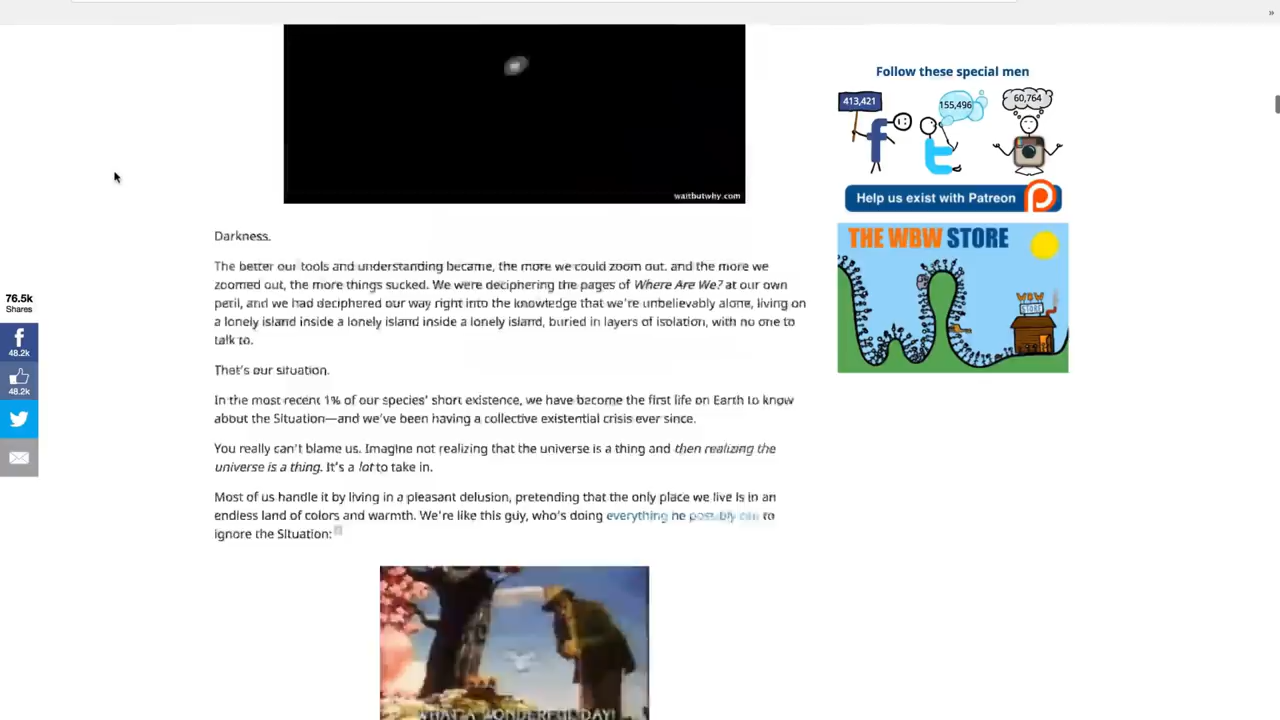 »
Follow these special men
413,421
155,496
60,764
waitbutwhy.com
Help us exist with Patreon
Darkness.
THE WBW STORE
The better our tools and understanding became, the more we could zoom out. and the more we
zoomed out, the more things sucked. We were deciphering the pages of Where Are We? at our own
peril, and we had deciphered our way right into the knowledge that we're unbelievably alone, living on
a lonely island inside a lonely island inside a lonely island, buried in layers of isolation, with no one to
talk to.
76.5k
Shares
48.2k
48.2k
That's our situation.
In the most recent 1% of our species' short existence, we have become the first life on Earth to know
about the Situation—and we've been having a collective existential crisis ever since.
You really can't blame us. Imagine not realizing that the universe is a thing and then realizing the
universe is a thing. It's a lot to take in.
Most of us handle it by living in a pleasant delusion, pretending that the only place we live is in an
endless land of colors and warmth. We're like this guy, who's doing everything he possibly can to
ignore the Situation:
WHAT A WONDERFUL DAY!